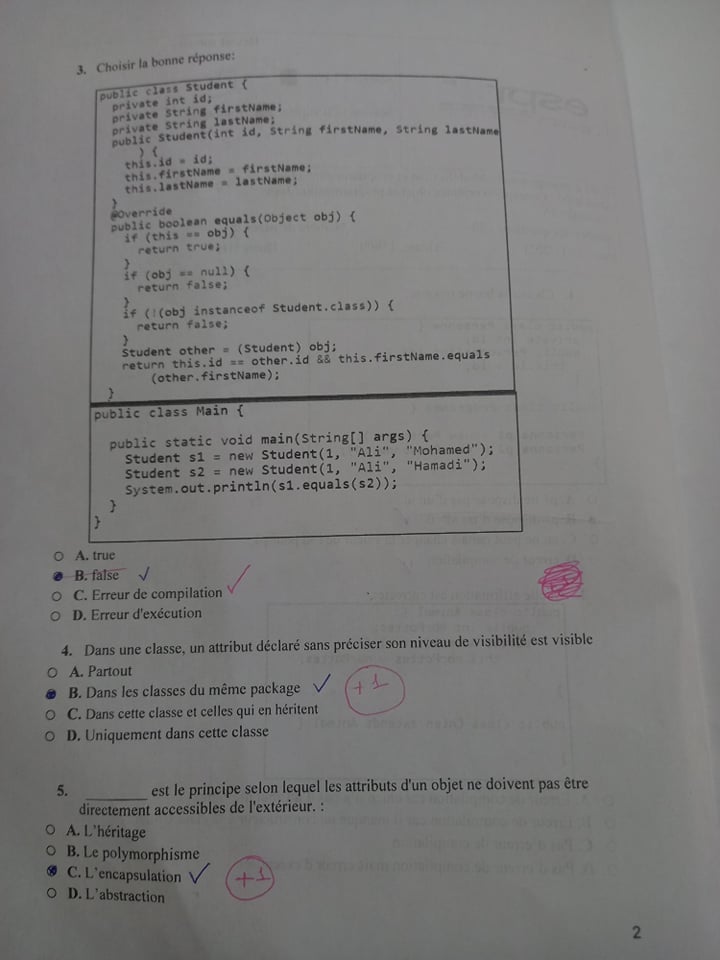 3. Choisir la bonne réponse:
public class Student {
private int id;
private String firstName;
private String lastName;
public Student(int id, String firstName, String lastName
) {
this.id = id;
this.firstName = firstName;
this.lastName = lastName;
}
@Override
public boolean equals(Object obj) {
if (this == obj) {
return true;
}
if (obj == null) {
return false;
}
if (!(obj instanceof Student.class)) {
return false;
}
Student other = (Student) obj;
return this.id == other.id && this.firstName.equals
(other.firstName);
}
public class Main {
public static void main(String[] args) {
Student s1 = new Student(1, "Ali", "Mohamed");
Student s2 = new Student(1, "Ali", "Hamadi");
System.out.println(s1.equals(s2));
}
}
A. true
B. false
C. Erreur de compilation
D. Erreur d'exécution
4. Dans une classe, un attribut déclaré sans préciser son niveau de visibilité est visible
A. Partout
B. Dans les classes du même package
+1
C. Dans cette classe et celles qui en héritent
D. Uniquement dans cette classe
5. ________ est le principe selon lequel les attributs d'un objet ne doivent pas être
directement accessibles de l'extérieur. :
A. L'héritage
B. Le polymorphisme
C. L'encapsulation
+1
D. L'abstraction
2